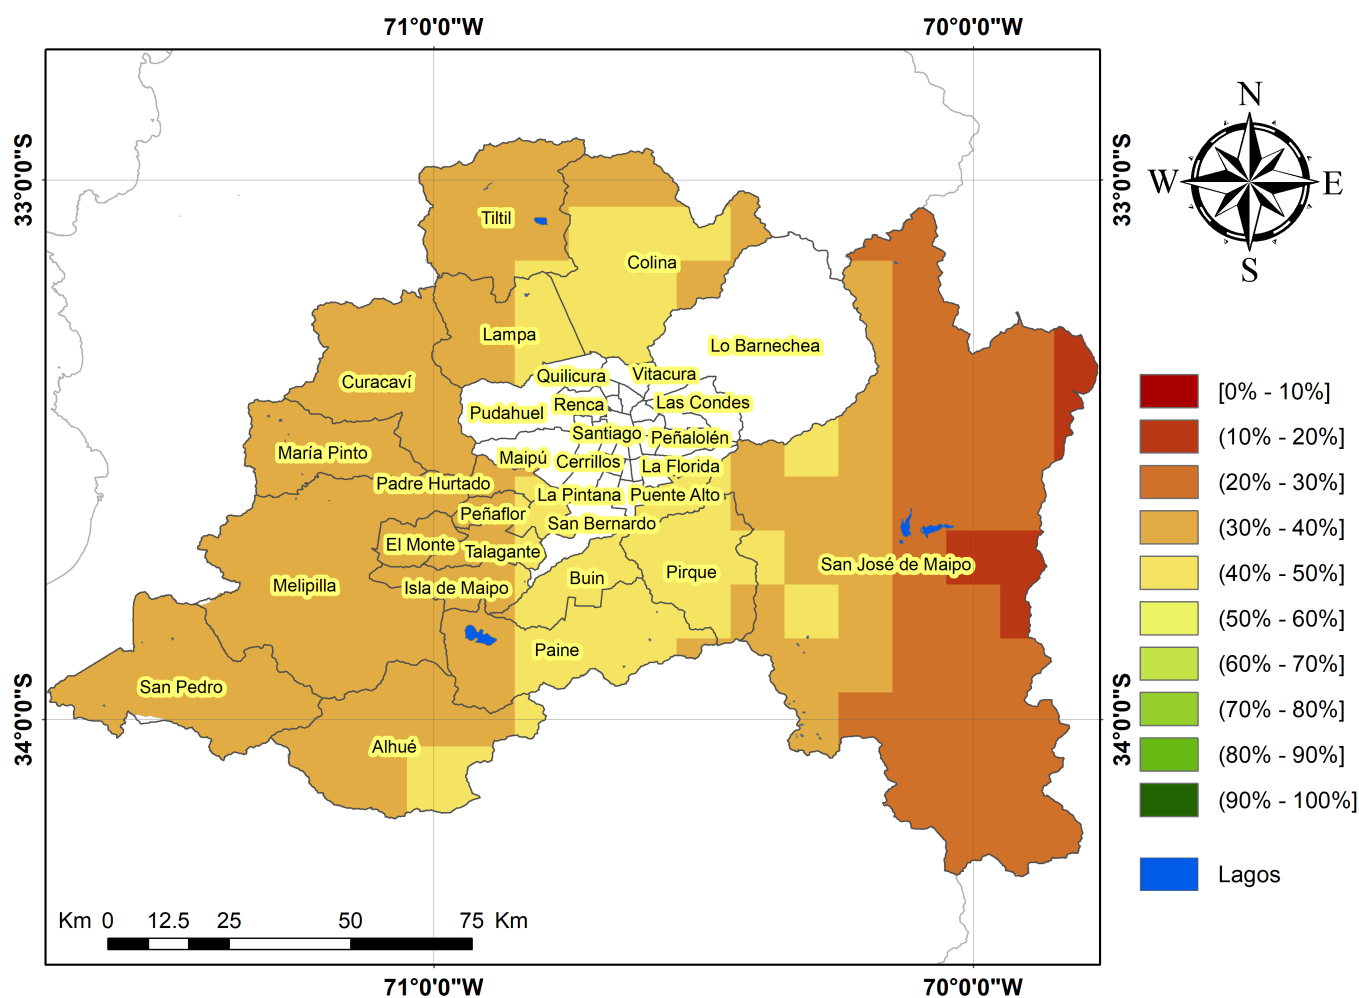 71°0'0"W 70°0'0"W
33°0'0"S
33°0'0"S
N
W E
S
Tiltil
Colina
Lampa
Lo Barnechea
Quilicura
Vitacura
Curacaví
Pudahuel
Renca
Las Condes
Santiago
Peñalolén
María Pinto
Maipú
Cerrillos
La Florida
Padre Hurtado
La Pintana
Puente Alto
Peñaflor
San Bernardo
El Monte
Talagante
San José de Maipo
Melipilla
Isla de Maipo
Buin
Pirque
Paine
San Pedro
Alhué
34°0'0"S
34°0'0"S
[0% - 10%]
(10% - 20%]
(20% - 30%]
(30% - 40%]
(40% - 50%]
(50% - 60%]
(60% - 70%]
(70% - 80%]
(80% - 90%]
(90% - 100%]
Lagos
Km 0 12.5 25 50 75 Km
71°0'0"W 70°0'0"W